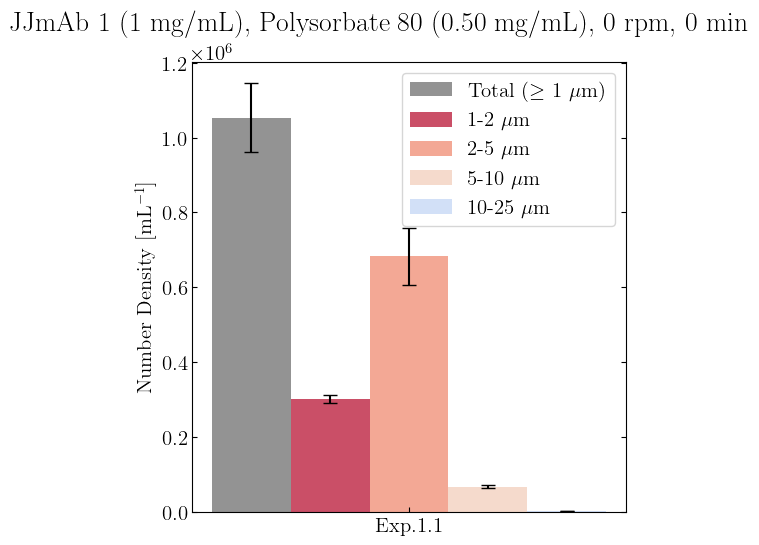 JJmAb 1 (1 mg/mL), Polysorbate 80 (0.50 mg/mL), 0 rpm, 0 min
×10⁶
1.2
1.0
0.8
0.6
0.4
0.2
0.0
Number Density [mL⁻¹]
Total (≥ 1 μm)
1-2 μm
2-5 μm
5-10 μm
10-25 μm
Exp.1.1